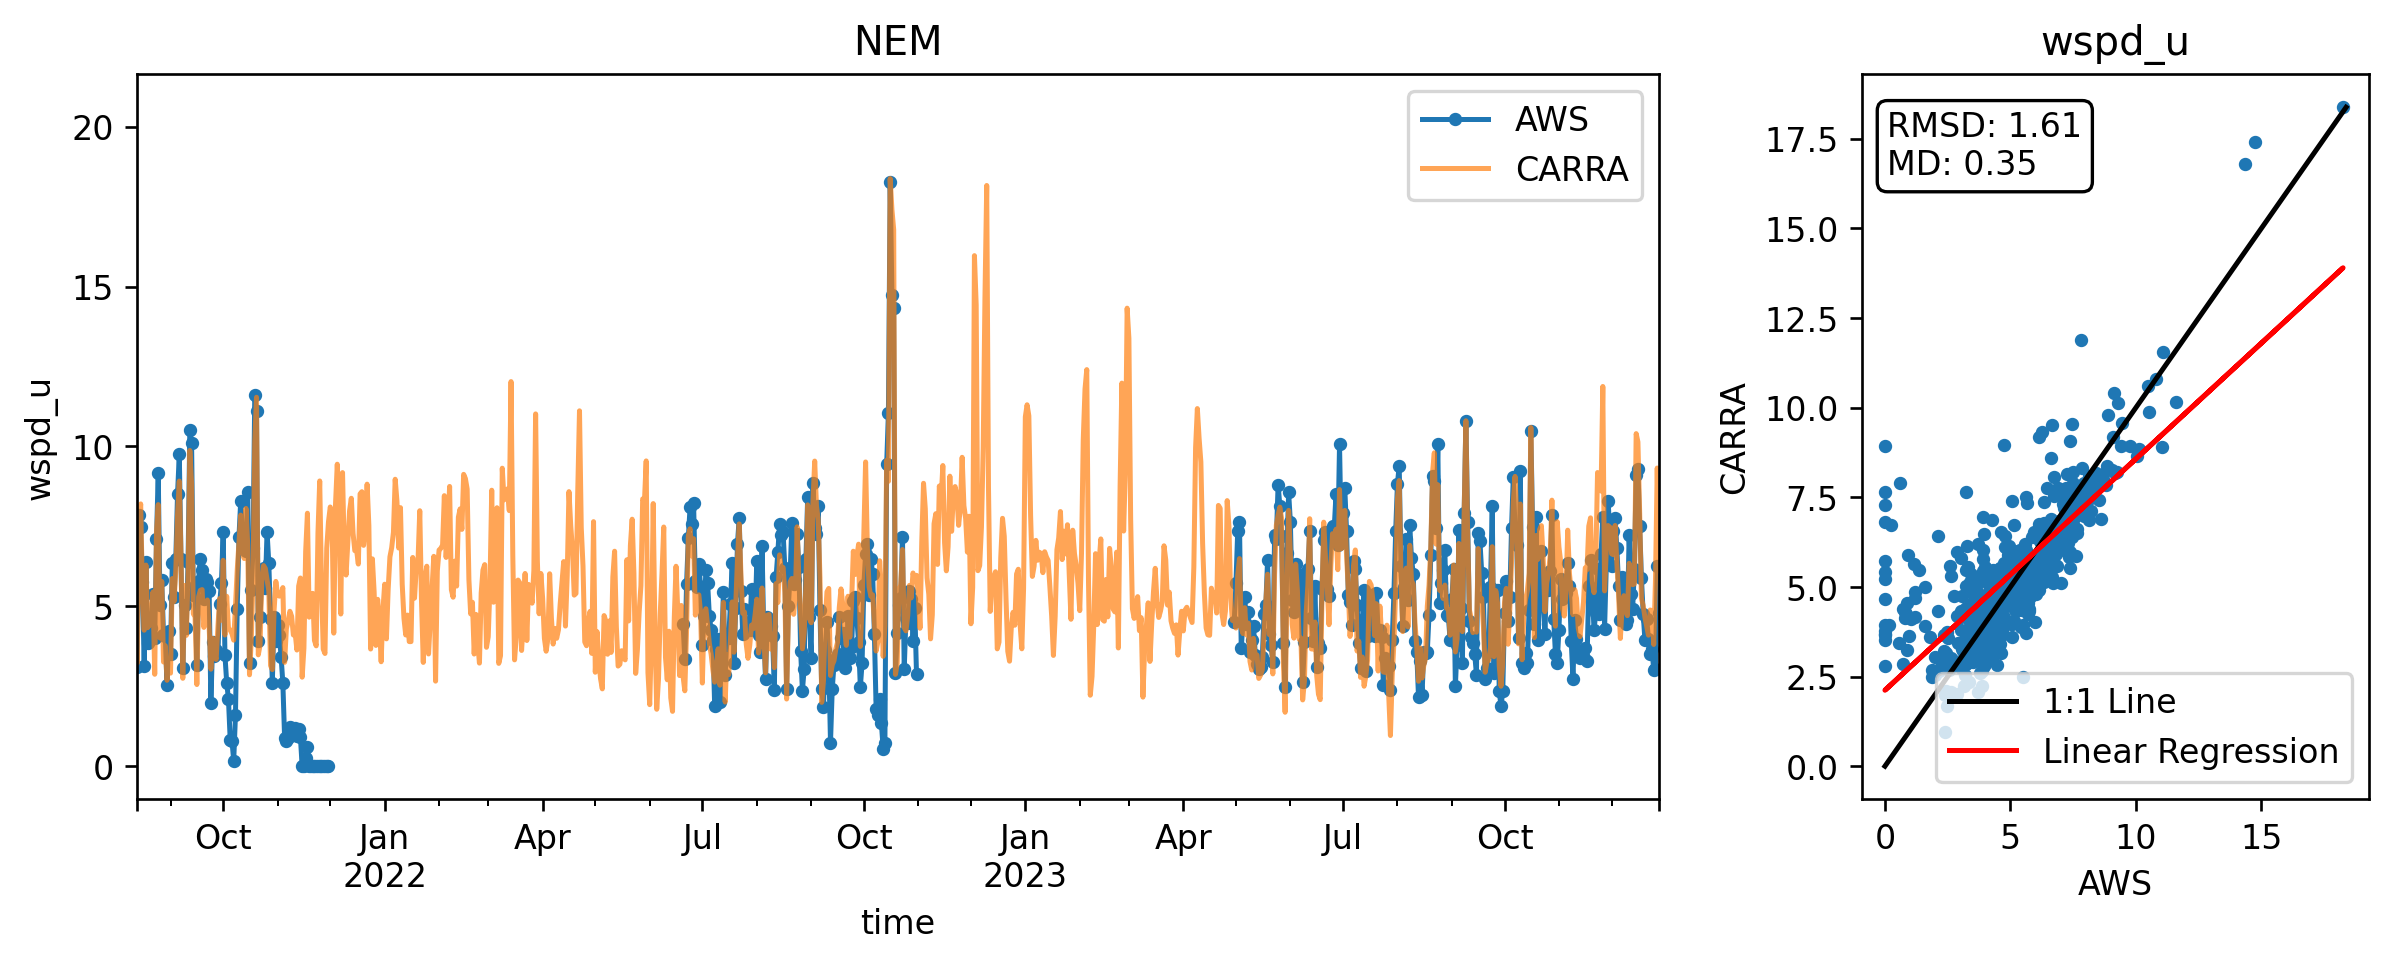 NEM
wspd_u
20
15
10
5
0
AWS
CARRA
Oct
Jan
2022
Apr
Jul
Oct
Jan
2023
Apr
Jul
Oct
time
wspd_u
RMSD: 1.61
MD: 0.35
CARRA
17.5
15.0
12.5
10.0
7.5
5.0
2.5
0.0
1:1 Line
Linear Regression
0
5
10
15
AWS